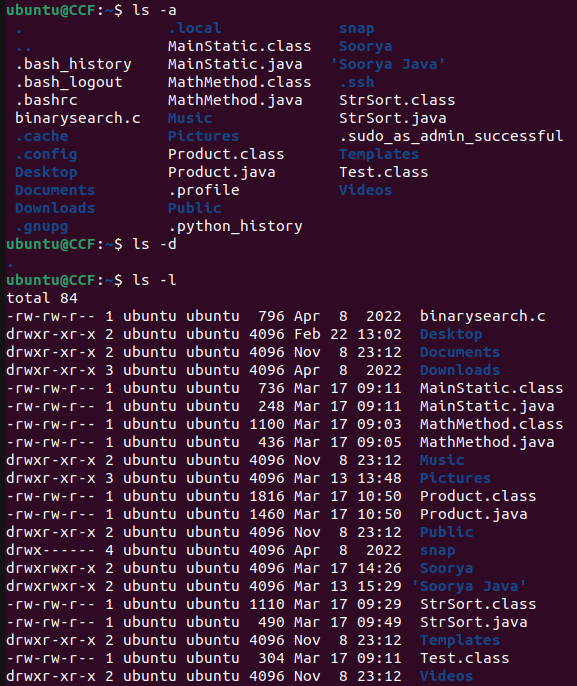 ubuntu@CCF:~$ ls -a
.                .local            snap
..               MainStatic.class  Soorya
.bash_history    MainStatic.java   'Soorya Java'
.bash_logout     MathMethod.class  .ssh
.bashrc          MathMethod.java   StrSort.class
binarysearch.c   Music             StrSort.java
.cache           Pictures          .sudo_as_admin_successful
.config          Product.class     Templates
Desktop          Product.java      Test.class
Documents        .profile          Videos
Downloads        Public
.gnupg           .python_history
ubuntu@CCF:~$ ls -d
.
ubuntu@CCF:~$ ls -l
total 84
-rw-rw-r-- 1 ubuntu ubuntu  796 Apr  8  2022  binarysearch.c
drwxr-xr-x 2 ubuntu ubuntu 4096 Feb 22 13:02  Desktop
drwxr-xr-x 2 ubuntu ubuntu 4096 Nov  8 23:12  Documents
drwxr-xr-x 3 ubuntu ubuntu 4096 Apr  8  2022  Downloads
-rw-rw-r-- 1 ubuntu ubuntu  736 Mar 17 09:11  MainStatic.class
-rw-rw-r-- 1 ubuntu ubuntu  248 Mar 17 09:11  MainStatic.java
-rw-rw-r-- 1 ubuntu ubuntu 1100 Mar 17 09:03  MathMethod.class
-rw-rw-r-- 1 ubuntu ubuntu  436 Mar 17 09:05  MathMethod.java
drwxr-xr-x 2 ubuntu ubuntu 4096 Nov  8 23:12  Music
drwxr-xr-x 3 ubuntu ubuntu 4096 Mar 13 13:48  Pictures
-rw-rw-r-- 1 ubuntu ubuntu 1816 Mar 17 10:50  Product.class
-rw-rw-r-- 1 ubuntu ubuntu 1460 Mar 17 10:50  Product.java
drwxr-xr-x 2 ubuntu ubuntu 4096 Nov  8 23:12  Public
drwx------ 4 ubuntu ubuntu 4096 Apr  8  2022  snap
drwxrwxr-x 2 ubuntu ubuntu 4096 Mar 17 14:26  Soorya
drwxrwxr-x 2 ubuntu ubuntu 4096 Mar 13 15:29 'Soorya Java'
-rw-rw-r-- 1 ubuntu ubuntu 1110 Mar 17 09:29  StrSort.class
-rw-rw-r-- 1 ubuntu ubuntu  490 Mar 17 09:49  StrSort.java
drwxr-xr-x 2 ubuntu ubuntu 4096 Nov  8 23:12  Templates
-rw-rw-r-- 1 ubuntu ubuntu  304 Mar 17 09:11  Test.class
drwxr-xr-x 2 ubuntu ubuntu 4096 Nov  8 23:12  Videos